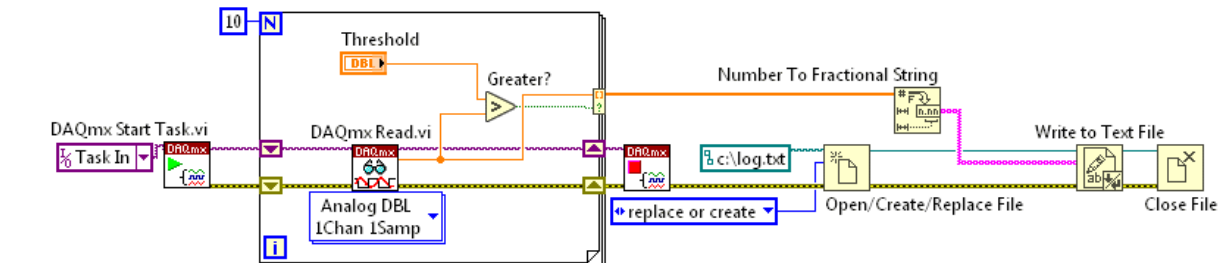 10
N
Threshold
DBL
Greater?
>
[]
?
Number To Fractional String
#
F
n.nn
DAQmx Start Task.vi
DAQmx Read.vi
Write to Text File
I/O Task In
DAQmx
DAQmx
DAQmx
c:\log.txt
ab
Analog DBL
1Chan 1Samp
replace or create
Open/Create/Replace File
Close File
i